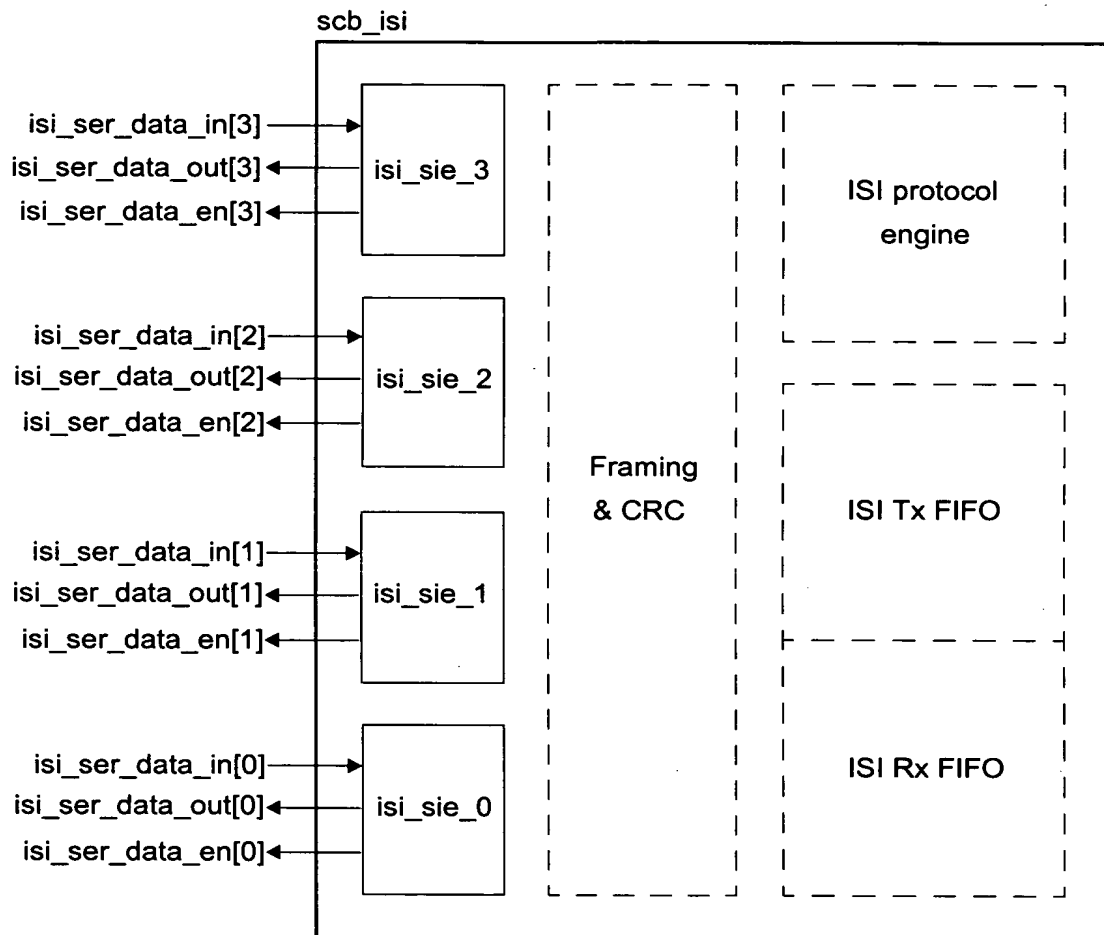 scb_isi
isi_ser_data_in[3]
isi_ser_data_out[3]
isi_ser_data_en[3]
isi_sie_3
isi_ser_data_in[2]
isi_ser_data_out[2]
isi_ser_data_en[2]
isi_sie_2
isi_ser_data_in[1]
isi_ser_data_out[1]
isi_ser_data_en[1]
isi_sie_1
isi_ser_data_in[0]
isi_ser_data_out[0]
isi_ser_data_en[0]
isi_sie_0
Framing
& CRC
ISI protocol
engine
ISI Tx FIFO
ISI Rx FIFO